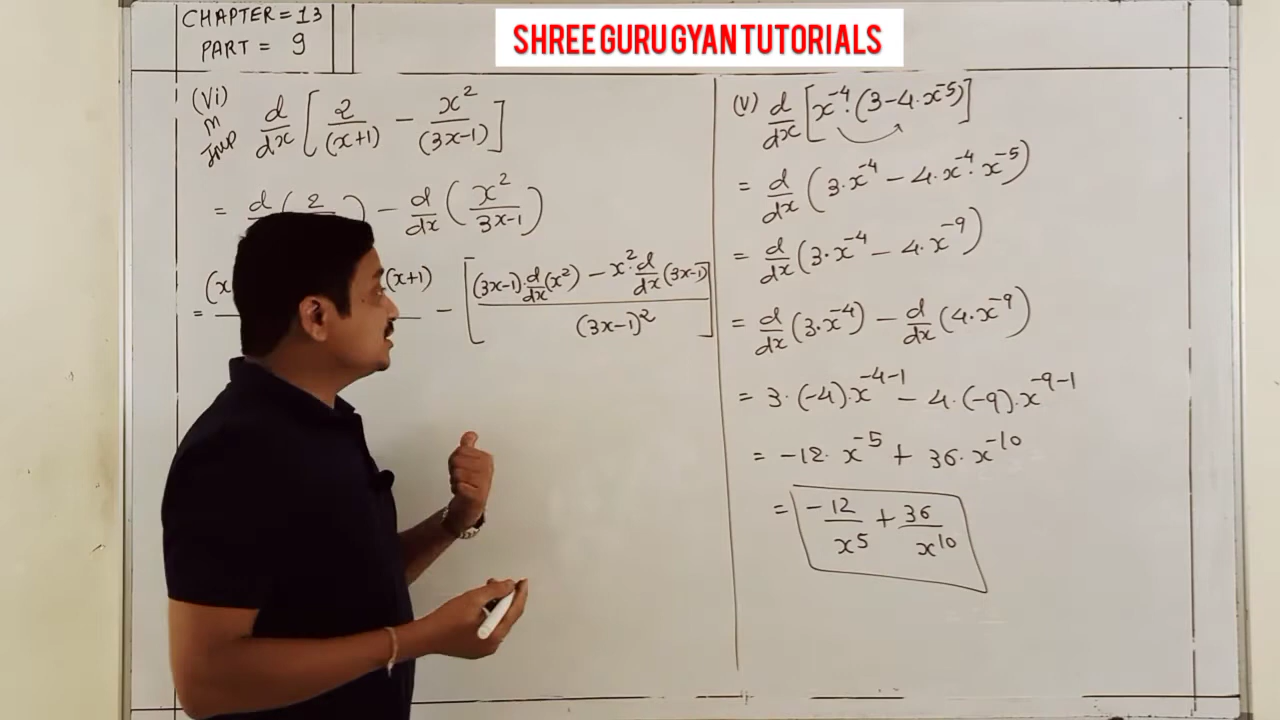 CHAPTER = 13
PART = 9
SHREE GURU GYAN TUTORIALS
(Vi) d/dx [ 2/(x+1) − x²/(3x−1) ]
Imp
= d/dx ( 2 ) − d/dx ( x²/3x−1 )
= (x (x+1) − [ (3x−1)·d/dx(x²) − x²·d/dx(3x−1) / (3x−1)² ]
(V) d/dx [ x⁻⁴·(3−4·x⁻⁵) ]
= d/dx ( 3·x⁻⁴ − 4·x⁻⁴·x⁻⁵ )
= d/dx ( 3·x⁻⁴ − 4·x⁻⁹ )
= d/dx (3·x⁻⁴) − d/dx (4·x⁻⁹)
= 3·(−4)·x⁻⁴⁻¹ − 4·(−9)·x⁻⁹⁻¹
= −12·x⁻⁵ + 36·x⁻¹⁰
= −12/x⁵ + 36/x¹⁰